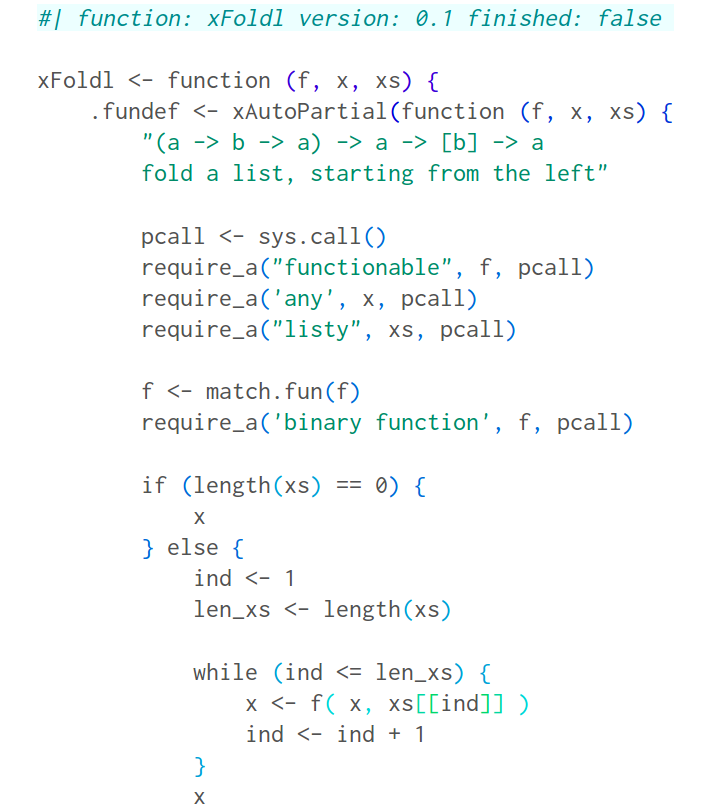 #| function: xFoldl version: 0.1 finished: false
xFoldl <- function (f, x, xs) {
.fundef <- xAutoPartial(function (f, x, xs) {
"(a -> b -> a) -> a -> [b] -> a
fold a list, starting from the left"
pcall <- sys.call()
require_a("functionable", f, pcall)
require_a('any', x, pcall)
require_a("listy", xs, pcall)
f <- match.fun(f)
require_a('binary function', f, pcall)
if (length(xs) == 0) {
x
} else {
ind <- 1
len_xs <- length(xs)
while (ind <= len_xs) {
x <- f( x, xs[[ind]] )
ind <- ind + 1
}
x